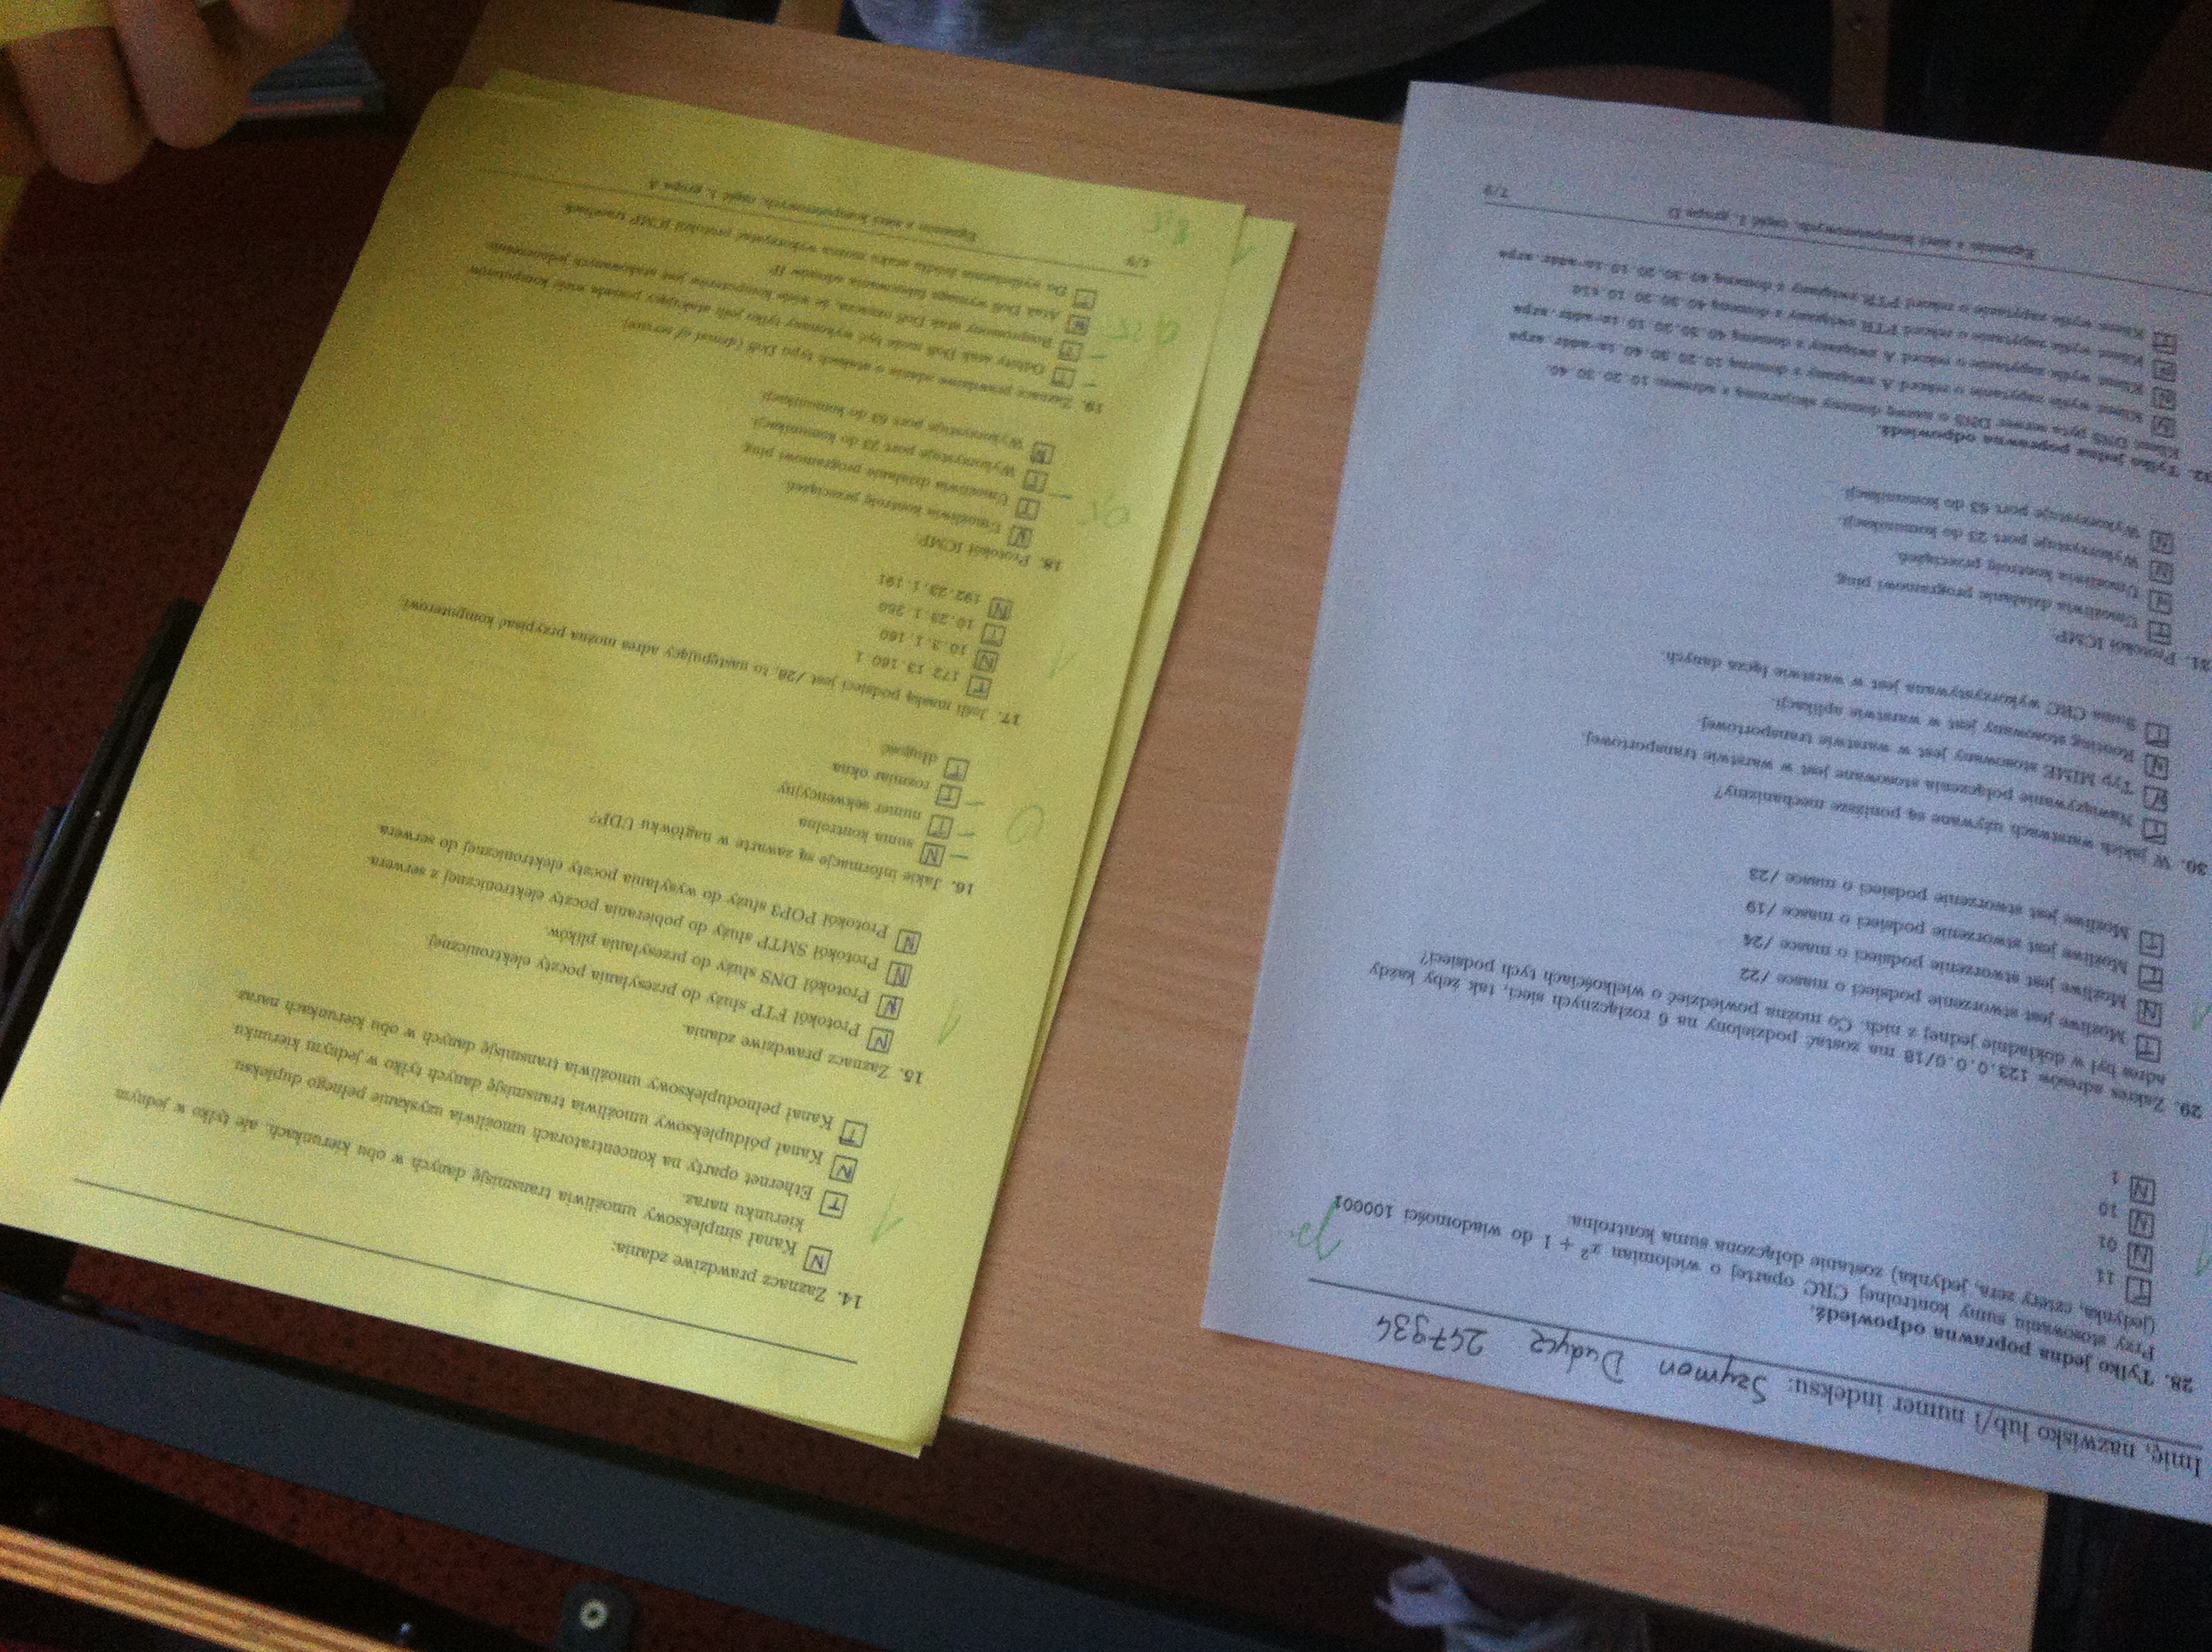 Imię, nazwisko lub/i numer indeksu: Szymon Dudycz 247934
28. Tylko jedna poprawna odpowiedź.
Przy stosowaniu sumy kontrolnej CRC opartej o wielomian x² + 1 do wiadomości 100001
(jedynka, cztery zera, jedynka) zostanie dołączona suma kontrolna:
T 11
N 01
N 10
N 1
1
29. Zakres adresów 123.0.0.0/18 ma zostać podzielony na 6 rozłącznych sieci, tak żeby każdy
adres był w dokładnie jednej z nich. Co można powiedzieć o wielkościach tych podsieci?
T Możliwe jest stworzenie podsieci o masce /22
N Możliwe jest stworzenie podsieci o masce /24
T Możliwe jest stworzenie podsieci o masce /19
T Możliwe jest stworzenie podsieci o masce /23
1
30. W jakich warstwach używane są poniższe mechanizmy?
T Nawiązywanie połączenia stosowane jest w warstwie transportowej.
N Typ MIME stosowany jest w warstwie transportowej.
N Routing stosowany jest w warstwie aplikacji.
T Suma CRC wykorzystywana jest w warstwie łącza danych.
31. Protokół ICMP:
T Umożliwia działanie programowi ping.
N Umożliwia kontrolę przeciążeń.
N Wykorzystuje port 23 do komunikacji.
N Wykorzystuje port 63 do komunikacji.
32. Tylko jedna poprawna odpowiedź.
Klient DNS pyta serwer DNS o nazwę domeny skojarzoną z adresem 10.20.30.40.
N Klient wyśle zapytanie o rekord A związany z domeną 10.20.30.40.in-addr.arpa
N Klient wyśle zapytanie o rekord A związany z domeną 40.30.20.10.in-addr.arpa
N Klient wyśle zapytanie o rekord PTR związany z domeną 40.30.20.10.tld
T Klient wyśle zapytanie o rekord PTR związany z domeną 40.30.20.10.in-addr.arpa
Egzamin z sieci komputerowych, część 1, grupa D
7/9
14. Zaznacz prawdziwe zdania:
N Kanał simpleksowy umożliwia transmisję danych w obu kierunkach, ale tylko w jednym
kierunku naraz.
1
T Ethernet oparty na koncentratorach umożliwia uzyskanie pełnego dupleksu.
N Kanał półdupleksowy umożliwia transmisję danych tylko w jednym kierunku.
T Kanał pełnodupleksowy umożliwia transmisję danych w obu kierunkach naraz.
15. Zaznacz prawdziwe zdania.
1
N Protokół FTP służy do przesyłania poczty elektronicznej.
N Protokół DNS służy do przesyłania plików.
N Protokół SMTP służy do pobierania poczty elektronicznej z serwera.
N Protokół POP3 służy do wysyłania poczty elektronicznej do serwera.
16. Jakie informacje są zawarte w nagłówku UDP?
– N suma kontrolna
0 – T numer sekwencyjny
– T rozmiar okna
T długość
17. Jeśli maską podsieci jest /28, to następujący adres można przypisać komputerowi:
T 172.13.160.1
1
N 10.3.1.160
T 10.23.1.250
N 192.23.1.191
18. Protokół ICMP:
N Umożliwia kontrolę przeciążeń.
T Umożliwia działanie programowi ping.
0,5 – T Wykorzystuje port 23 do komunikacji.
N Wykorzystuje port 63 do komunikacji.
19. Zaznacz prawdziwe zdania o atakach typu DoS (denial of service).
– T Odbity atak DoS może być wykonany tylko jeśli atakujący posiada wiele komputerów
– T Rozproszony atak DoS oznacza, że wiele komputerów jest atakowanych jednocześnie.
N Atak DoS wymaga fałszowania adresów IP.
T Do wyśledzenia źródła ataku można wykorzystać protokół ICMP traceback.
Egzamin z sieci komputerowych, część 1, grupa A